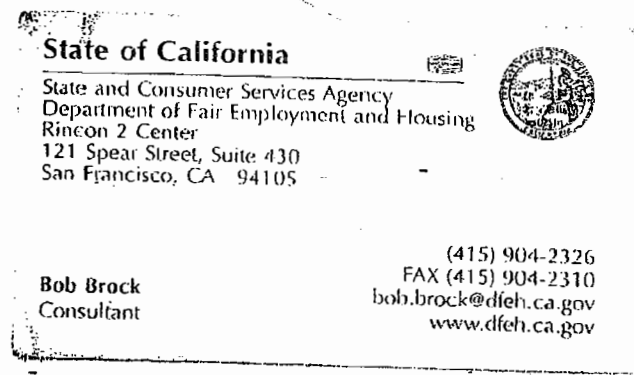 State of California
State and Consumer Services Agency
Department of Fair Employment and Housing
Rincon 2 Center
121 Spear Street, Suite 430
San Francisco, CA 94105
(415) 904-2326
FAX (415) 904-2310
Bob Brock
bob.brock@dfeh.ca.gov
Consultant
www.dfeh.ca.gov